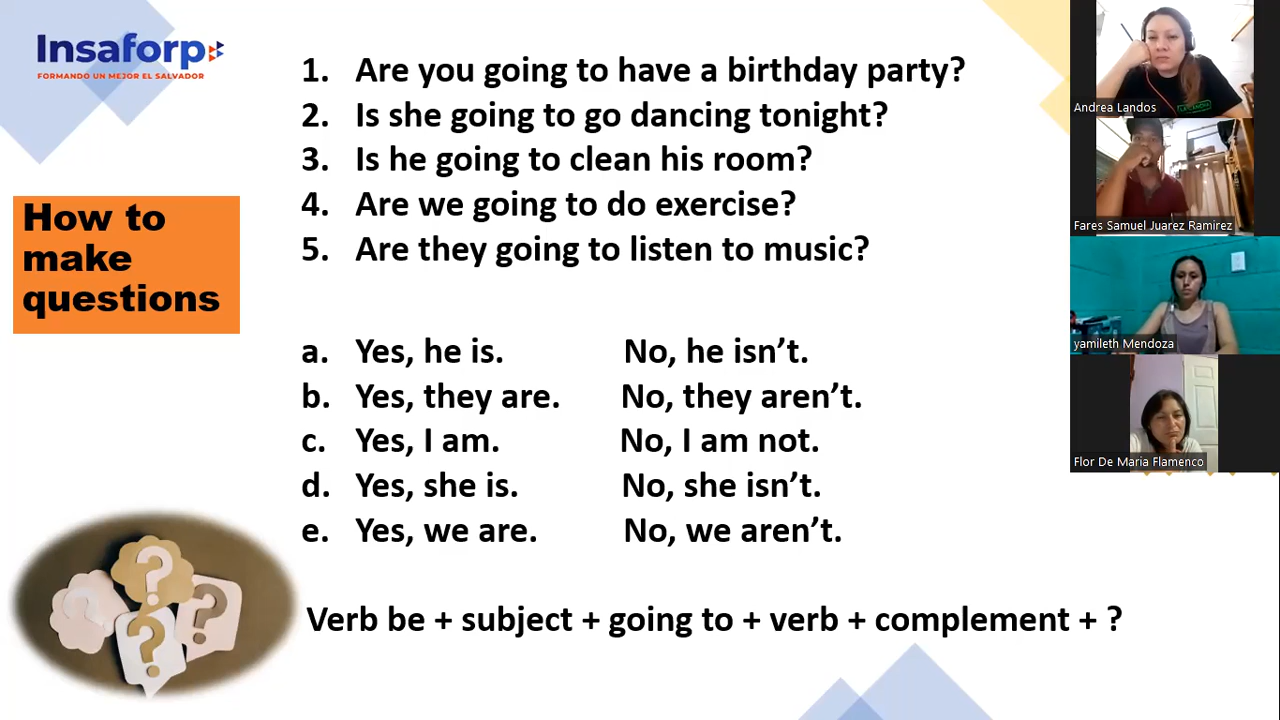 Insaforp
FORMANDO UN MEJOR EL SALVADOR
How to
make
questions
1. Are you going to have a birthday party?
2. Is she going to go dancing tonight?
3. Is he going to clean his room?
4. Are we going to do exercise?
5. Are they going to listen to music?
a. Yes, he is. No, he isn’t.
b. Yes, they are. No, they aren’t.
c. Yes, I am. No, I am not.
d. Yes, she is. No, she isn’t.
e. Yes, we are. No, we aren’t.
Verb be + subject + going to + verb + complement + ?
Andrea Landos
Fares Samuel Juarez Ramirez
yamileth Mendoza
Flor De Maria Flamenco